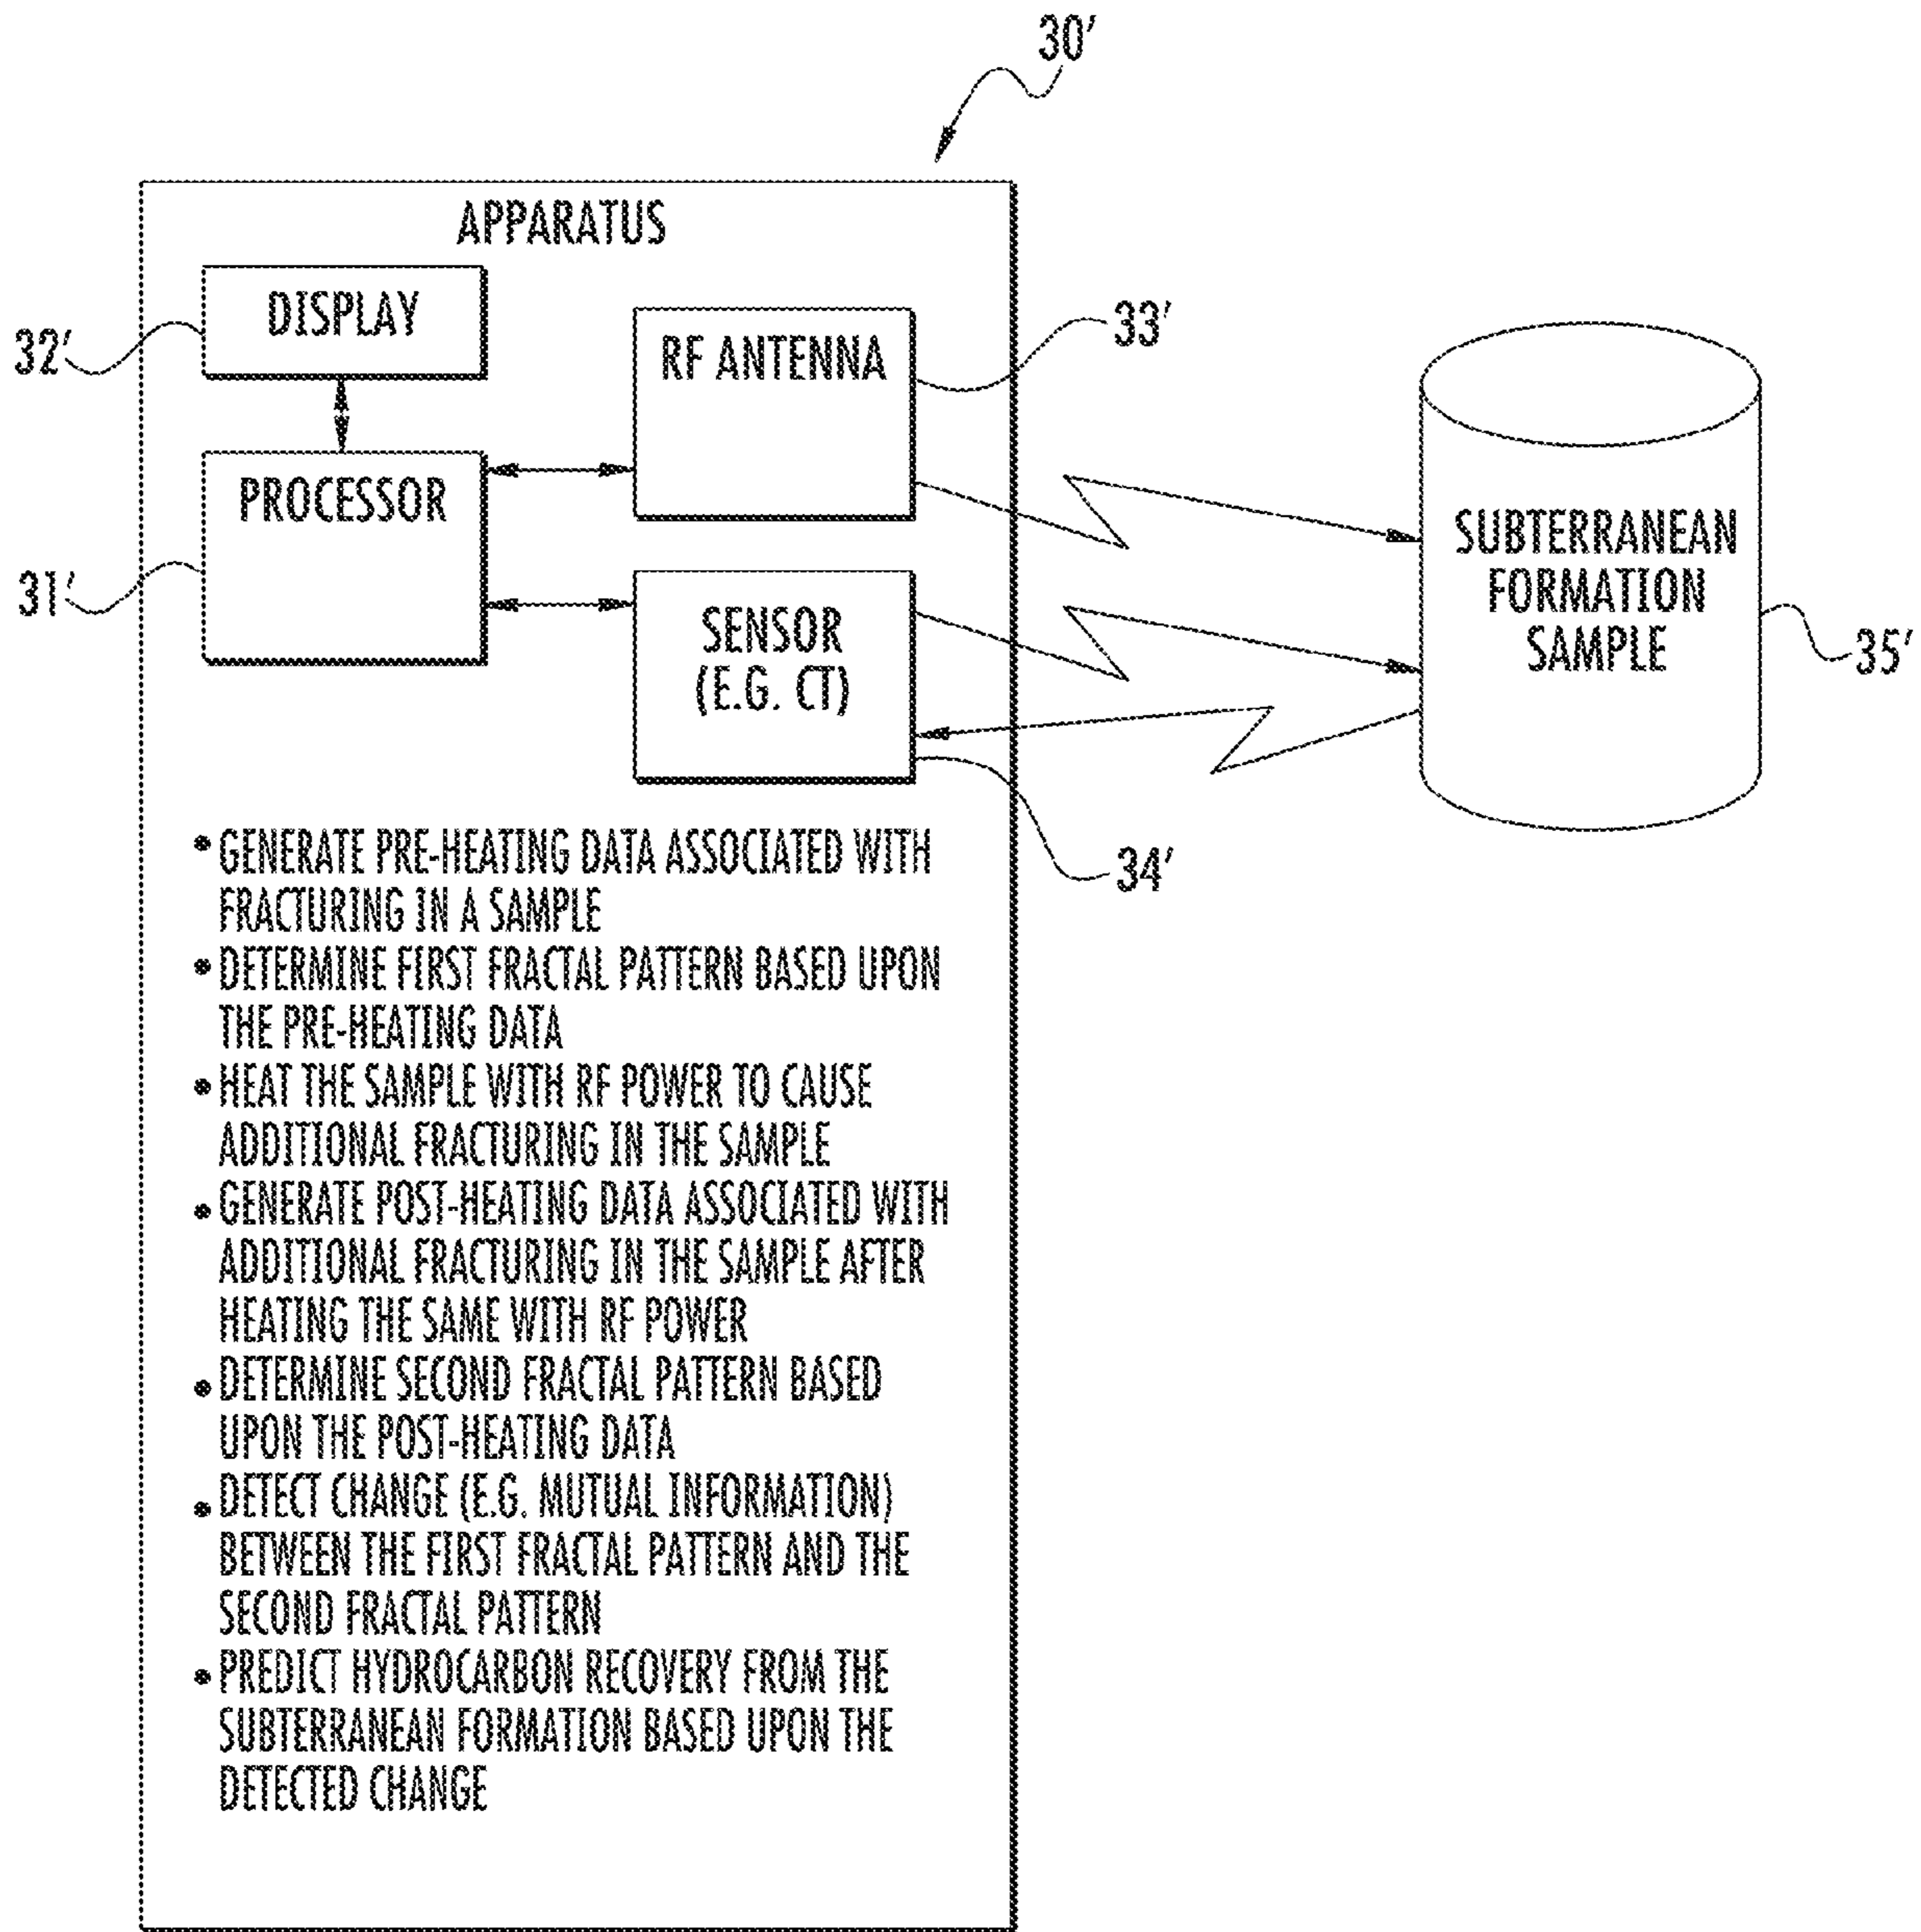 30'
APPARATUS
DISPLAY
32'
RF ANTENNA
33'
PROCESSOR
31'
SENSOR
(E.G. CT)
34'
SUBTERRANEAN
FORMATION
SAMPLE
35'
• GENERATE PRE-HEATING DATA ASSOCIATED WITH
FRACTURING IN A SAMPLE
• DETERMINE FIRST FRACTAL PATTERN BASED UPON
THE PRE-HEATING DATA
• HEAT THE SAMPLE WITH RF POWER TO CAUSE
ADDITIONAL FRACTURING IN THE SAMPLE
• GENERATE POST-HEATING DATA ASSOCIATED WITH
ADDITIONAL FRACTURING IN THE SAMPLE AFTER
HEATING THE SAME WITH RF POWER
• DETERMINE SECOND FRACTAL PATTERN BASED
UPON THE POST-HEATING DATA
• DETECT CHANGE (E.G. MUTUAL INFORMATION)
BETWEEN THE FIRST FRACTAL PATTERN AND THE
SECOND FRACTAL PATTERN
• PREDICT HYDROCARBON RECOVERY FROM THE
SUBTERRANEAN FORMATION BASED UPON THE
DETECTED CHANGE